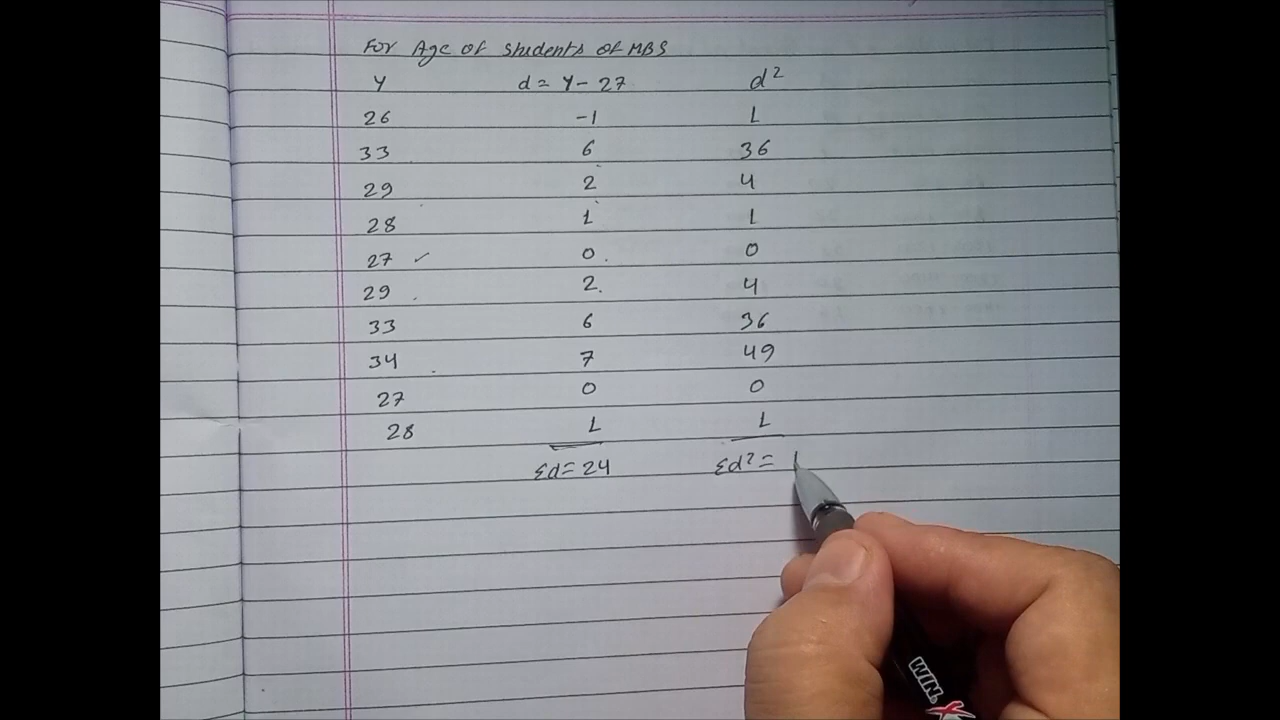 For Age of students of MBS
Y d = Y - 27 d²
26 -1 1
33 6 36
29 2 4
28 1 1
27 ✓ 0 0
29 2 4
33 6 36
34 7 49
27 0 0
28 1 1
Σd = 24 Σd² = 1
WIN
X